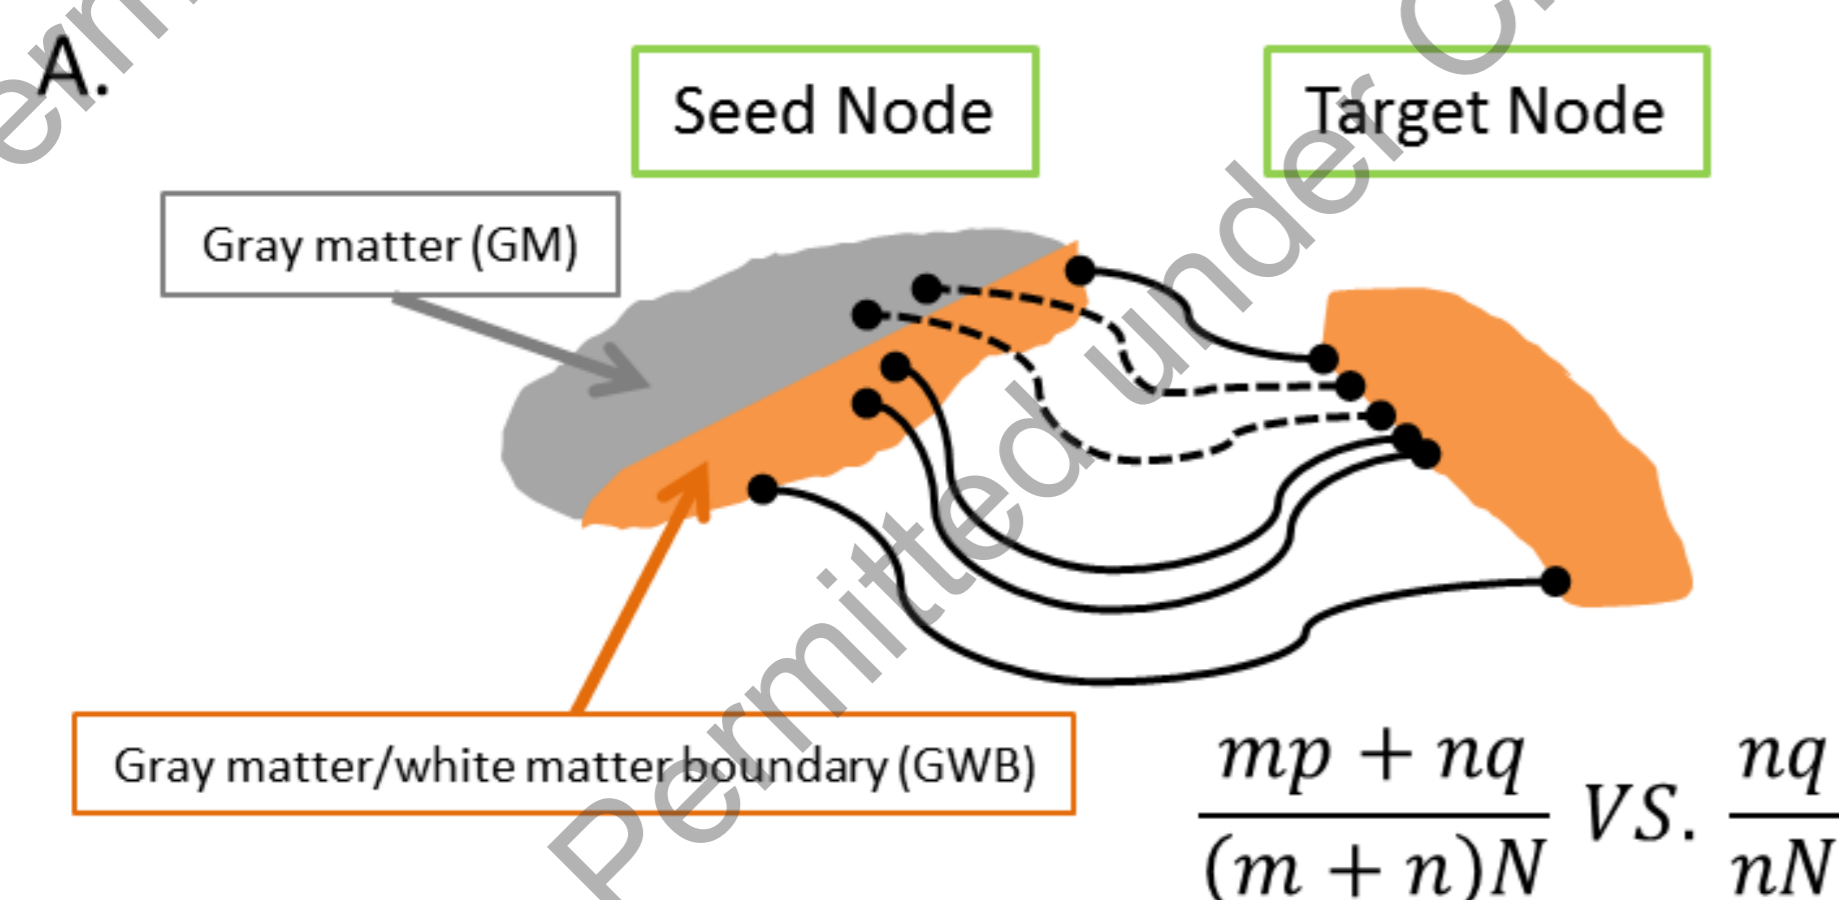 A.
Seed Node
Target Node
Gray matter (GM)
Gray matter/white matter boundary (GWB)
mp + nq
(m + n)N
VS.
nq
nN
Permitted under C
erm